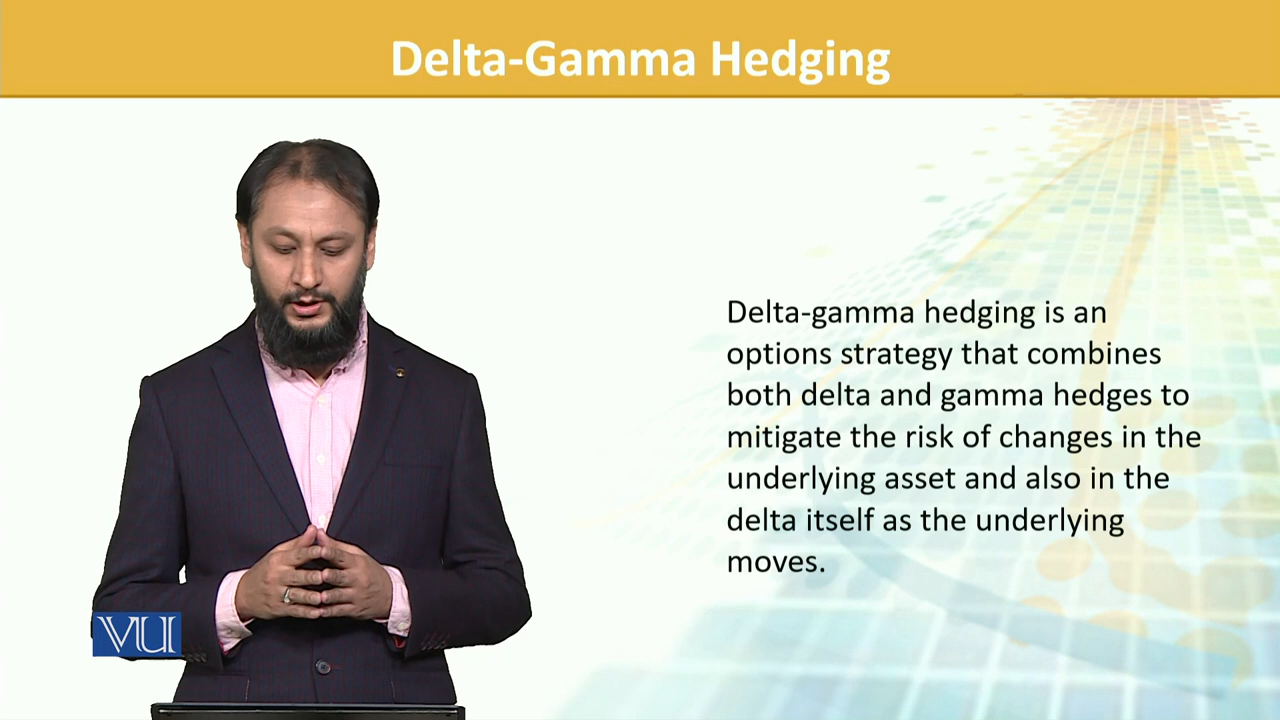 Delta-Gamma Hedging
Delta-gamma hedging is an
options strategy that combines
both delta and gamma hedges to
mitigate the risk of changes in the
underlying asset and also in the
delta itself as the underlying
moves.
VU